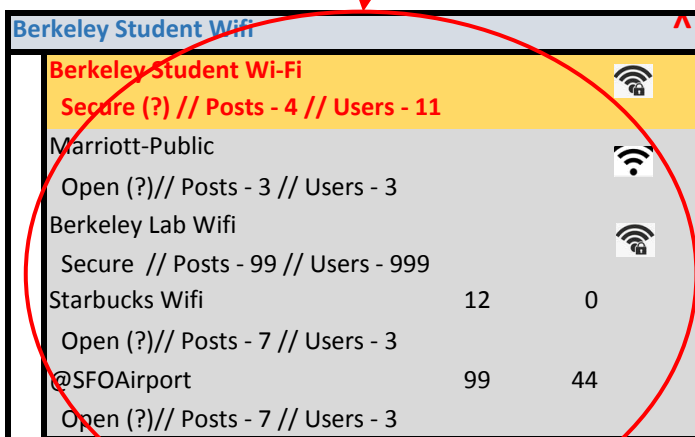 Berkeley Student Wifi ^
Berkeley Student Wi-Fi
Secure (?) // Posts - 4 // Users - 11
Marriott-Public
Open (?)// Posts - 3 // Users - 3
Berkeley Lab Wifi
Secure // Posts - 99 // Users - 999
Starbucks Wifi 12 0
Open (?)// Posts - 7 // Users - 3
@SFOAirport 99 44
Open (?)// Posts - 7 // Users - 3